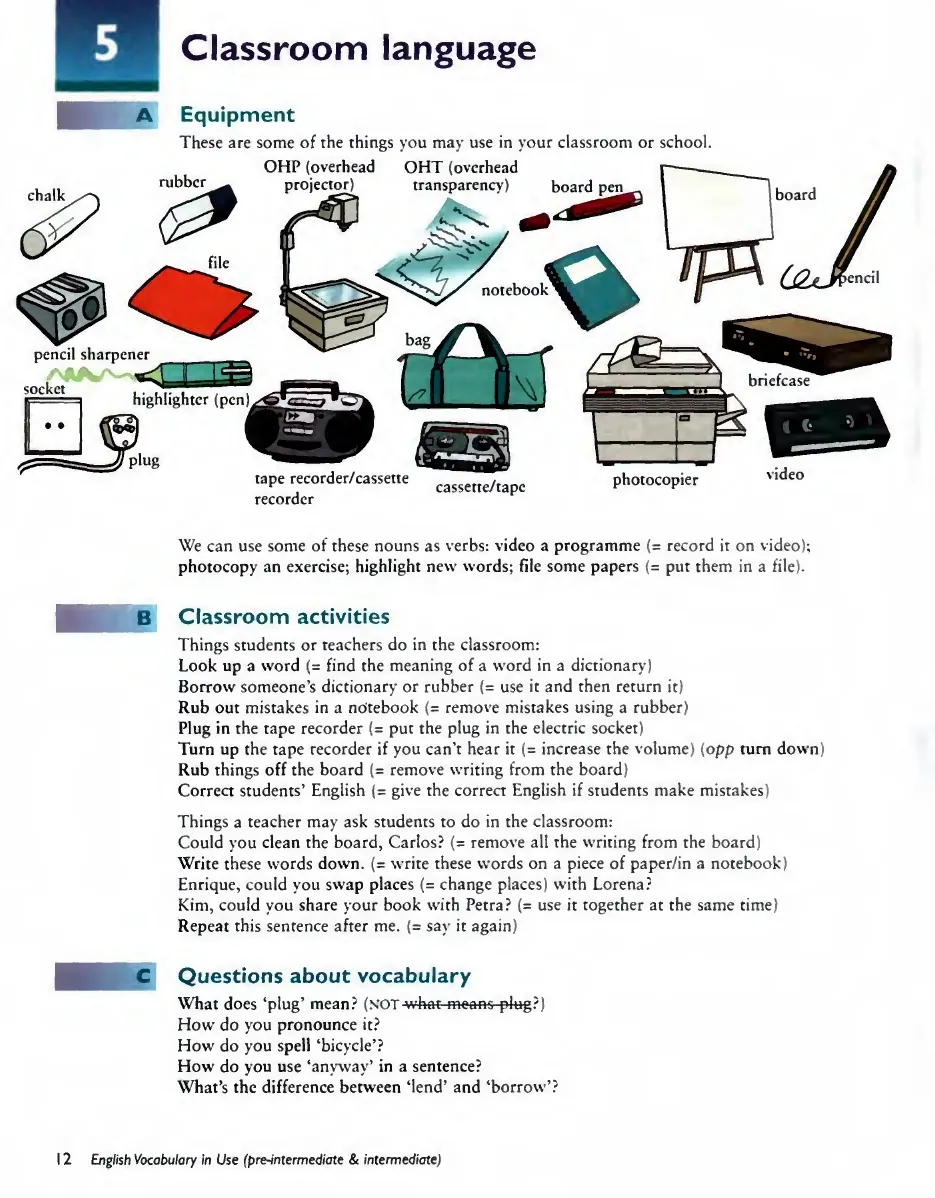 5
Classroom language
A
Equipment
These are some of the things you may use in your classroom or school.
chalk
rubber
OHP (overhead
projector)
OHT (overhead
transparency)
board pen
board
pencil
file
notebook
pencil sharpener
bag
briefcase
socket
highlighter (pen)
plug
tape recorder/cassette
recorder
cassette/tape
photocopier
video
We can use some of these nouns as verbs: video a programme (= record it on video);
photocopy an exercise; highlight new words; file some papers (= put them in a file).
B
Classroom activities
Things students or teachers do in the classroom:
Look up a word (= find the meaning of a word in a dictionary)
Borrow someone's dictionary or rubber (= use it and then return it)
Rub out mistakes in a notebook (= remove mistakes using a rubber)
Plug in the tape recorder (= put the plug in the electric socket)
Turn up the tape recorder if you can't hear it (= increase the volume) (opp turn down)
Rub things off the board (= remove writing from the board)
Correct students' English (= give the correct English if students make mistakes)
Things a teacher may ask students to do in the classroom:
Could you clean the board, Carlos? (= remove all the writing from the board)
Write these words down. (= write these words on a piece of paper/in a notebook)
Enrique, could you swap places (= change places) with Lorena?
Kim, could you share your book with Petra? (= use it together at the same time)
Repeat this sentence after me. (= say it again)
C
Questions about vocabulary
What does 'plug' mean? (NOT what means plug?)
How do you pronounce it?
How do you spell 'bicycle'?
How do you use 'anyway' in a sentence?
What's the difference between 'lend' and 'borrow'?
12 English Vocabulary in Use (pre-intermediate & intermediate)